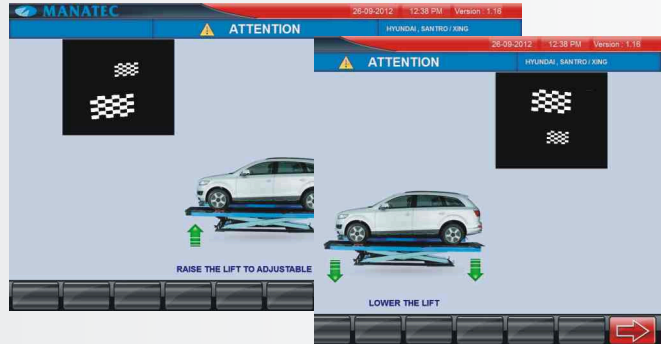 MANATEC
26-09-2012 12:38 PM Version : 1.16
ATTENTION
HYUNDAI , SANTRO / XING
RAISE THE LIFT TO ADJUSTABLE
26-09-2012 12:38 PM Version : 1.16
ATTENTION
HYUNDAI , SANTRO / XING
LOWER THE LIFT